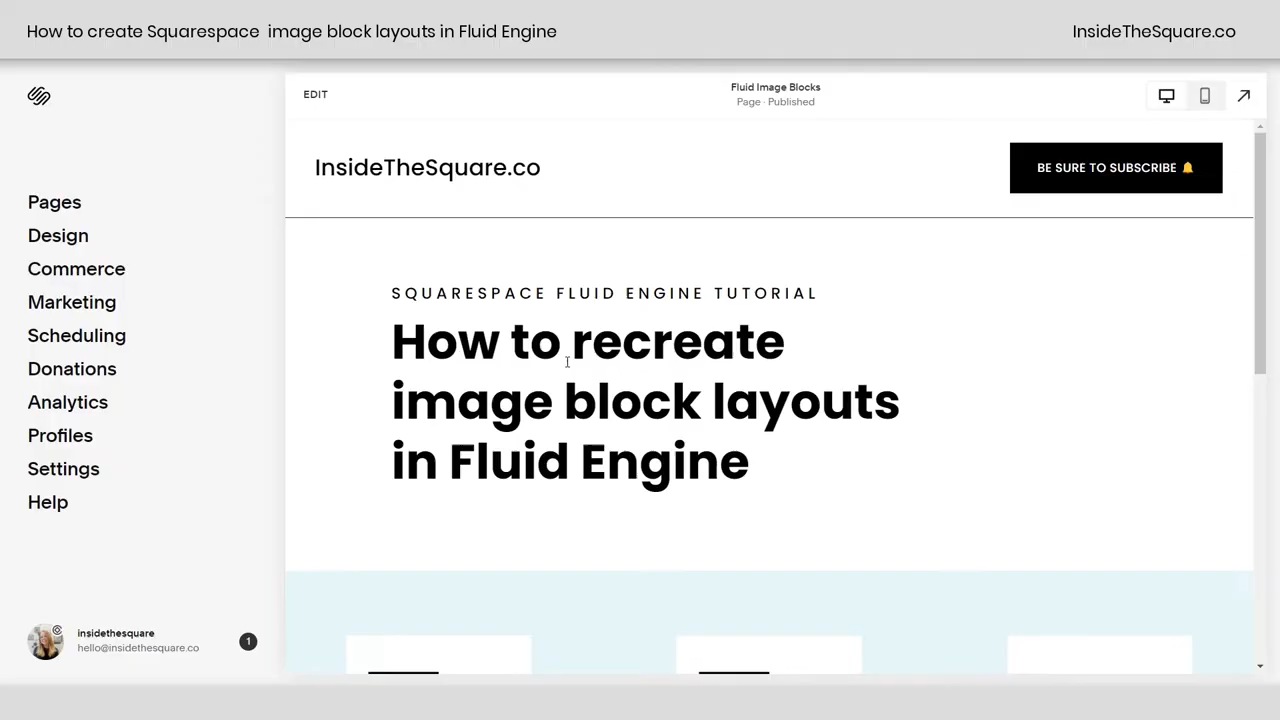 How to create Squarespace  image block layouts in Fluid Engine
InsideTheSquare.co
EDIT
Fluid Image Blocks
Page · Published
InsideTheSquare.co
BE SURE TO SUBSCRIBE 🔔
Pages
Design
Commerce
Marketing
Scheduling
Donations
Analytics
Profiles
Settings
Help
SQUARESPACE FLUID ENGINE TUTORIAL
How to recreate
image block layouts
in Fluid Engine
insidethesquare
hello@insidethesquare.co
1